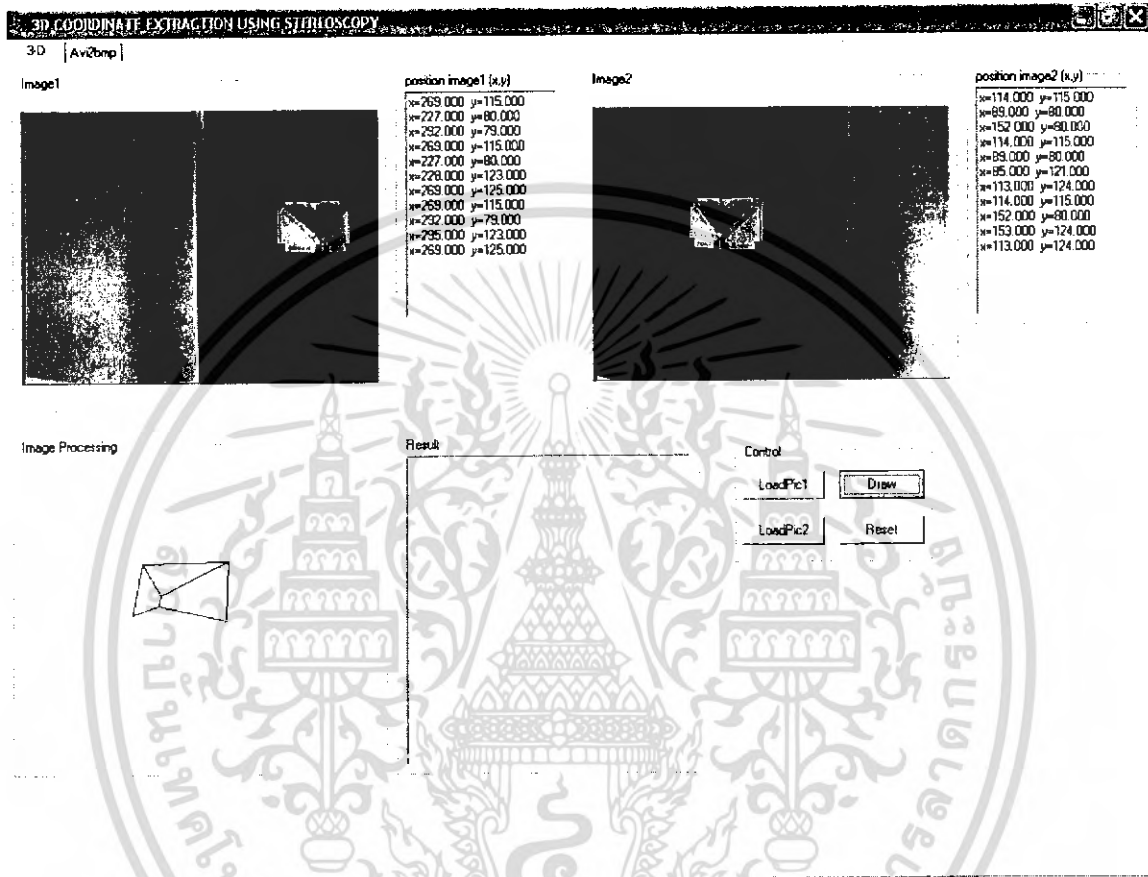 3D COORDINATE EXTRACTION USING STEREOSCOPY
3-D
Avi2bmp
Image1
position image1 (x,y)
x=269.000 y=115.000
x=227.000 y=80.000
x=292.000 y=79.000
x=269.000 y=115.000
x=227.000 y=80.000
x=228.000 y=123.000
x=269.000 y=125.000
x=269.000 y=115.000
x=292.000 y=79.000
x=295.000 y=123.000
x=269.000 y=125.000
Image2
position image2 (x,y)
x=114.000 y=115.000
x=89.000 y=80.000
x=152.000 y=80.000
x=114.000 y=115.000
x=89.000 y=80.000
x=85.000 y=121.000
x=113.000 y=124.000
x=114.000 y=115.000
x=152.000 y=80.000
x=153.000 y=124.000
x=113.000 y=124.000
Image Processing
Result
Control
LoadPic1
Draw
LoadPic2
Reset